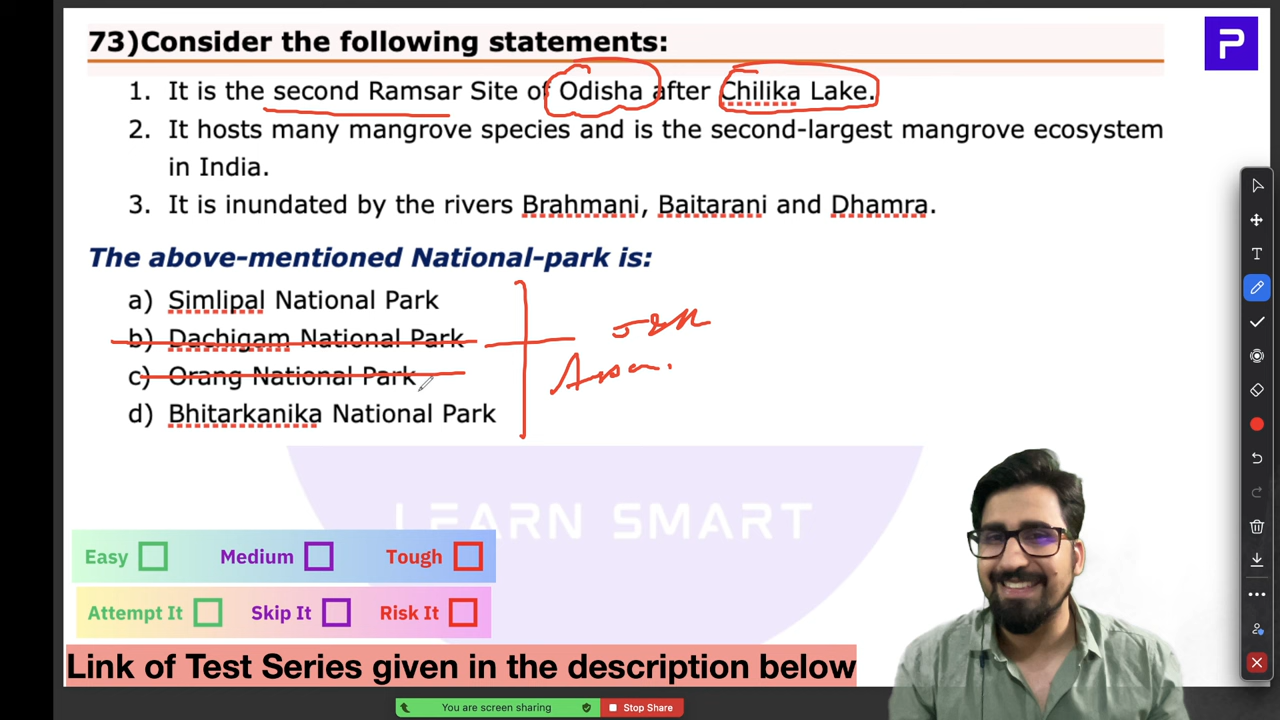 73)Consider the following statements:
P
1. It is the second Ramsar Site of Odisha after Chilika Lake.
2. It hosts many mangrove species and is the second-largest mangrove ecosystem
in India.
3. It is inundated by the rivers Brahmani, Baitarani and Dhamra.
The above-mentioned National-park is:
a) Simlipal National Park
b) Dachigam National Park
J&K
c) Orang National Park
Assam.
d) Bhitarkanika National Park
LEARN SMART
Easy Medium Tough
Attempt It Skip It Risk It
Link of Test Series given in the description below
You are screen sharing Stop Share